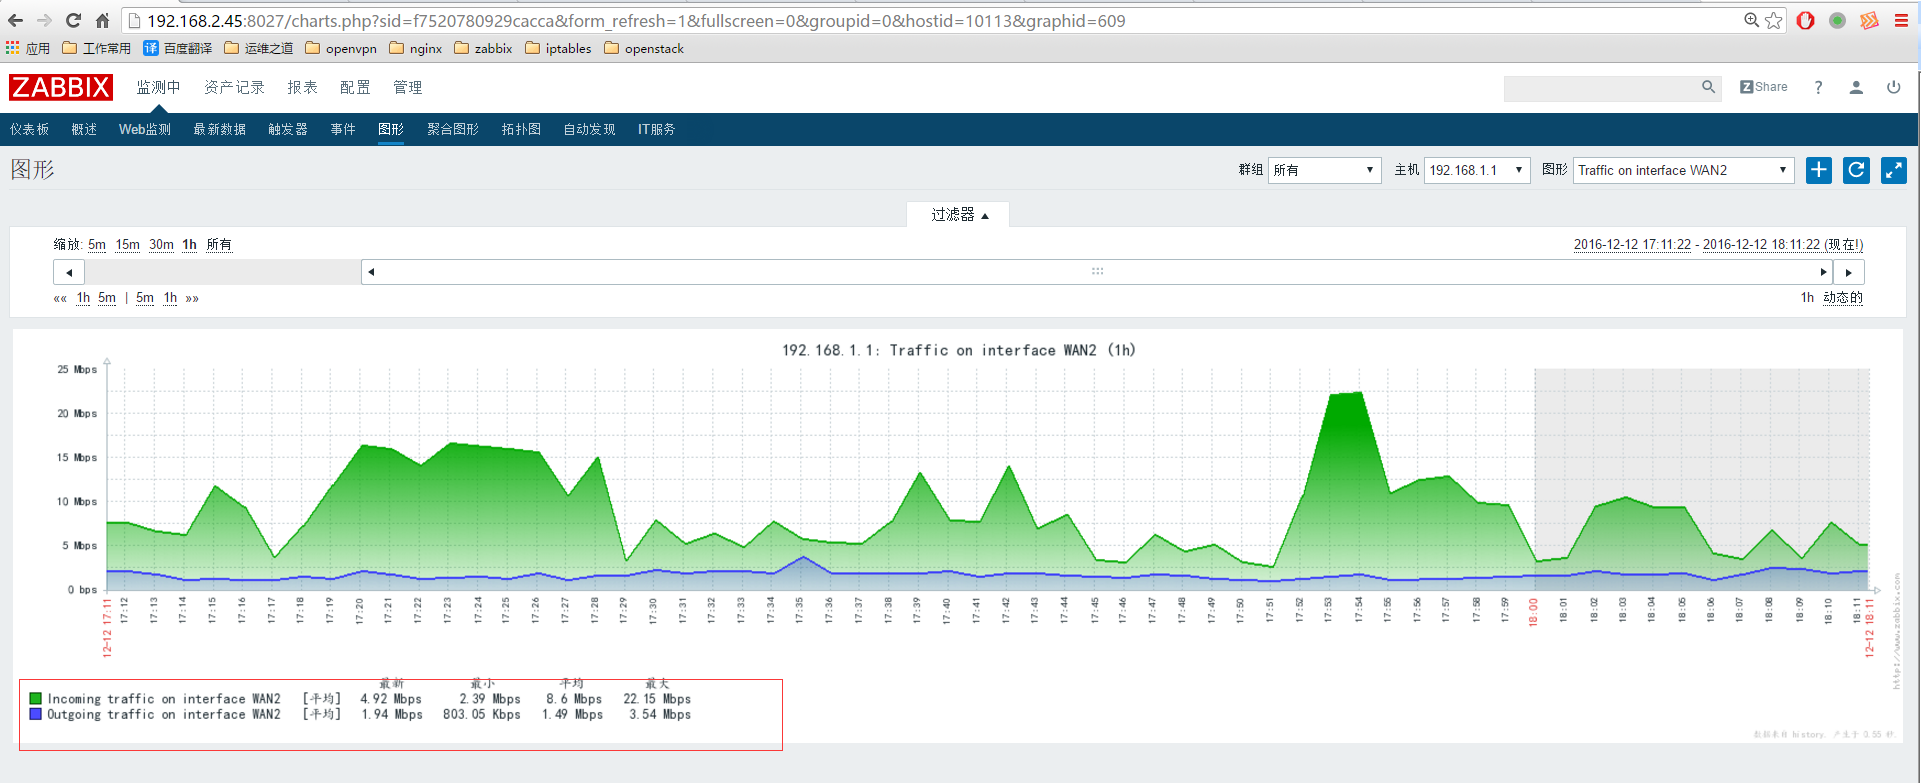 192.168.2.45:8027/charts.php?sid=f7520780929cacca&form_refresh=1&fullscreen=0&groupid=0&hostid=10113&graphid=609
应用 工作常用 译 百度翻译 运维之道 openvpn nginx zabbix iptables openstack
ZABBIX 监测中 资产记录 报表 配置 管理 Z Share ?
仪表板 概述 Web监测 最新数据 触发器 事件 图形 聚合图形 拓扑图 自动发现 IT服务
图形 群组 所有 主机 192.168.1.1 图形 Traffic on interface WAN2
过滤器 ▲
缩放: 5m 15m 30m 1h 所有 2016-12-12 17:11:22 - 2016-12-12 18:11:22 (现在!)
«« 1h 5m | 5m 1h »» 1h 动态的
192.168.1.1: Traffic on interface WAN2 (1h)
25 Mbps
20 Mbps
15 Mbps
10 Mbps
5 Mbps
0 bps
12-12 17:11 17:12 17:13 17:14 17:15 17:16 17:17 17:18 17:19 17:20 17:21 17:22 17:23 17:24 17:25 17:26 17:27 17:28 17:29 17:30 17:31 17:32 17:33 17:34 17:35 17:36 17:37 17:38 17:39 17:40 17:41 17:42 17:43 17:44 17:45 17:46 17:47 17:48 17:49 17:50 17:51 17:52 17:53 17:54 17:55 17:56 17:57 17:58 17:59 18:00 18:01 18:02 18:03 18:04 18:05 18:06 18:07 18:08 18:09 18:10 18:11 12-12 18:11
http://www.zabbix.com
最新 最小 平均 最大
Incoming traffic on interface WAN2 [平均] 4.92 Mbps 2.39 Mbps 8.6 Mbps 22.15 Mbps
Outgoing traffic on interface WAN2 [平均] 1.94 Mbps 803.05 Kbps 1.49 Mbps 3.54 Mbps
数据来自 history. 产生于 0.55 秒.